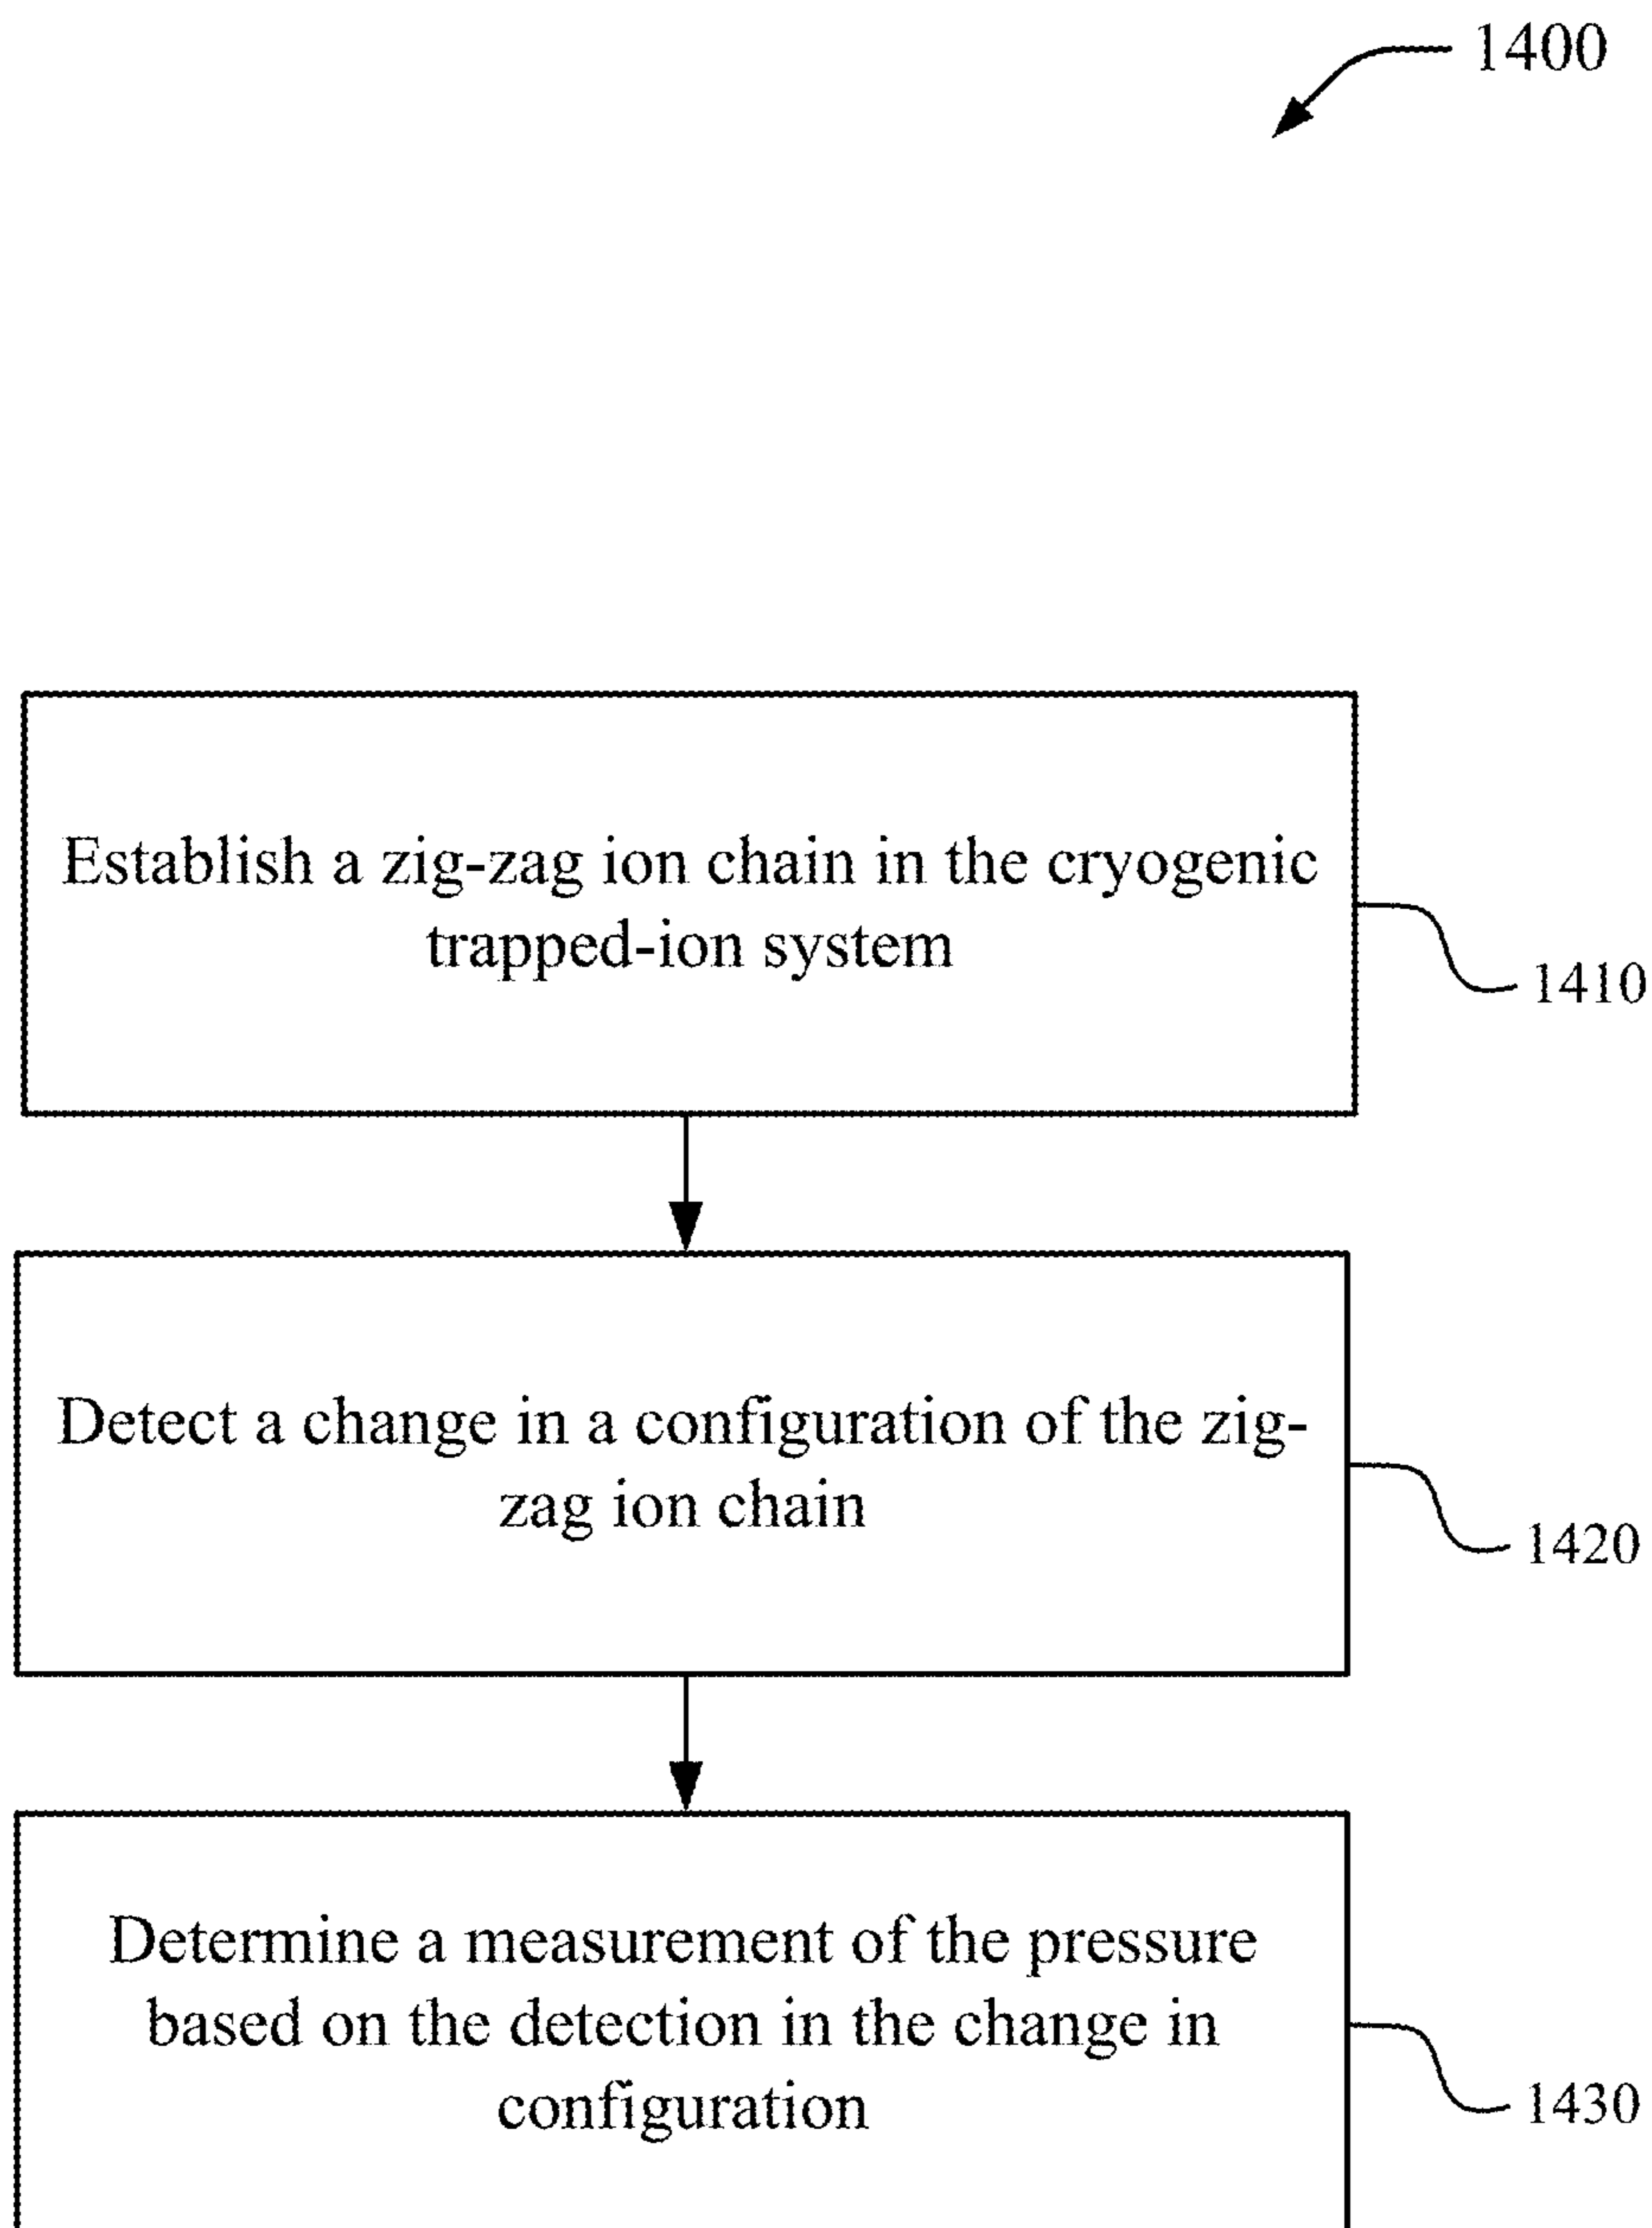 1400
Establish a zig-zag ion chain in the cryogenic
trapped-ion system
1410
Detect a change in a configuration of the zig-
zag ion chain
1420
Determine a measurement of the pressure
based on the detection in the change in
configuration
1430